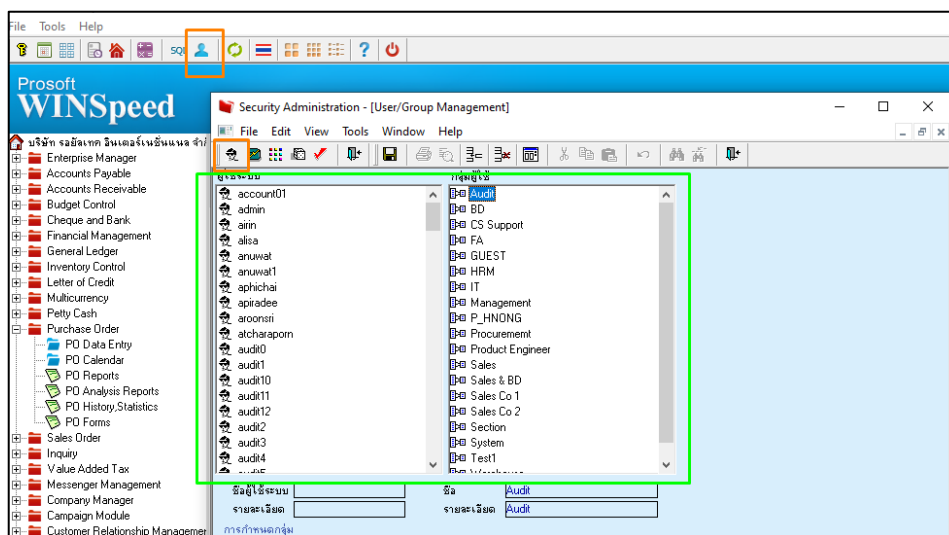 File Tools Help
SQL
Prosoft
WINSpeed
Security Administration - [User/Group Management]
File Edit View Tools Window Help
Enterprise Manager
Accounts Payable
Accounts Receivable
Budget Control
Cheque and Bank
Financial Management
General Ledger
Inventory Control
Letter of Credit
Multicurrency
Petty Cash
Purchase Order
PO Data Entry
PO Calendar
PO Reports
PO Analysis Reports
PO History,Statistics
PO Forms
Sales Order
Inquiry
Value Added Tax
Messenger Management
Company Manager
Campaign Module
Customer Relationship Managemer
ผู้ใช้ระบบ
account01
admin
airin
alisa
anuwat
anuwat1
aphichai
apiradee
aroonsri
atcharaporn
audit0
audit1
audit10
audit11
audit12
audit2
audit3
audit4
audit5
กลุ่มผู้ใช้
Audit
BD
CS Support
FA
GUEST
HRM
IT
Management
P_HNONG
Procurememt
Product Engineer
Sales
Sales & BD
Sales Co 1
Sales Co 2
Section
System
Test1
Warehouse
ชื่อผู้ใช้ระบบ
ชื่อ Audit
รายละเอียด
รายละเอียด Audit
การกำหนดกลุ่ม